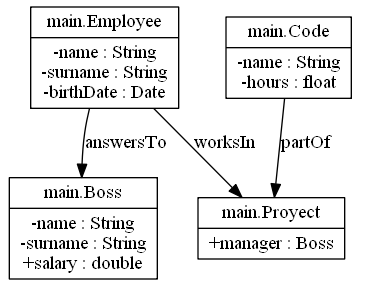 main.Employee
-name : String
-surname : String
-birthDate : Date
main.Code
-name : String
-hours : float
answersTo
worksIn
partOf
main.Boss
-name : String
-surname : String
+salary : double
main.Proyect
+manager : Boss